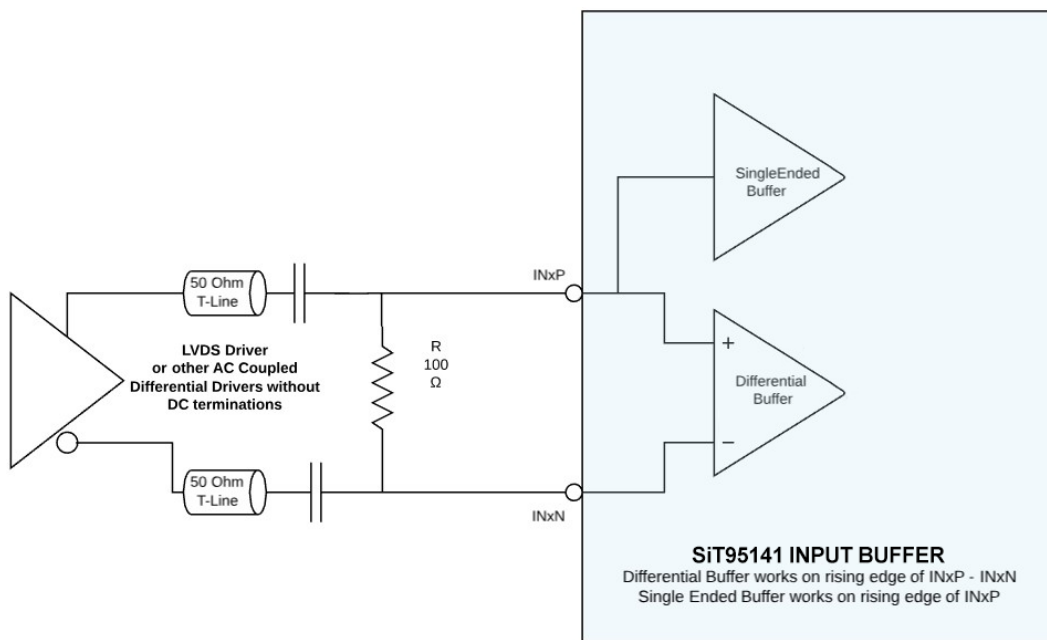 SingleEnded
Buffer
INxP
50 Ohm
T-Line
LVDS Driver
or other AC Coupled
Differential Drivers without
DC terminations
R
100
Ω
+
Differential
Buffer
−
50 Ohm
T-Line
INxN
SiT95141 INPUT BUFFER
Differential Buffer works on rising edge of INxP - INxN
Single Ended Buffer works on rising edge of INxP